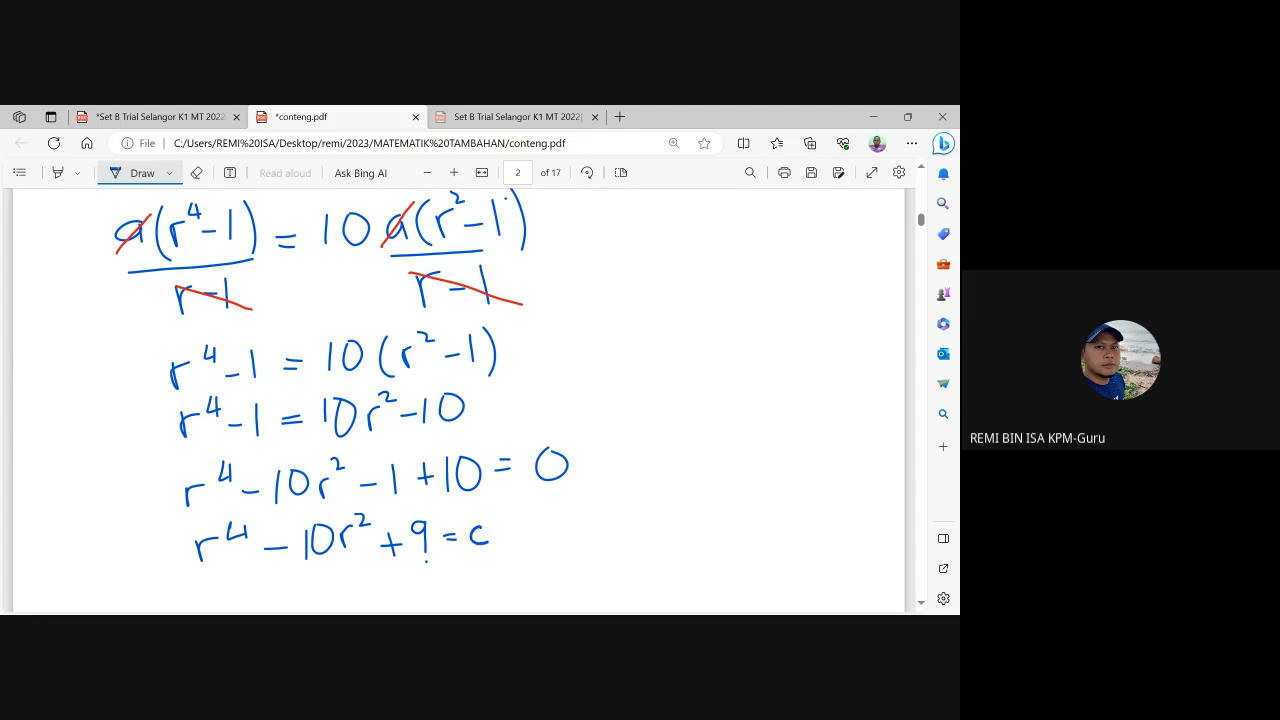 *Set B Trial Selangor K1 MT 2022
*conteng.pdf
Set B Trial Selangor K1 MT 2022
File
C:/Users/REMI%20ISA/Desktop/remi/2023/MATEMATIK%20TAMBAHAN/conteng.pdf
Draw
Read aloud
Ask Bing AI
2 of 17
a(r⁴-1) = 10 a(r²-1)
r-1 r-1
r⁴-1 = 10(r²-1)
r⁴-1 = 10r²-10
r⁴-10r²-1+10=0
r⁴-10r²+9=c
REMI BIN ISA KPM-Guru